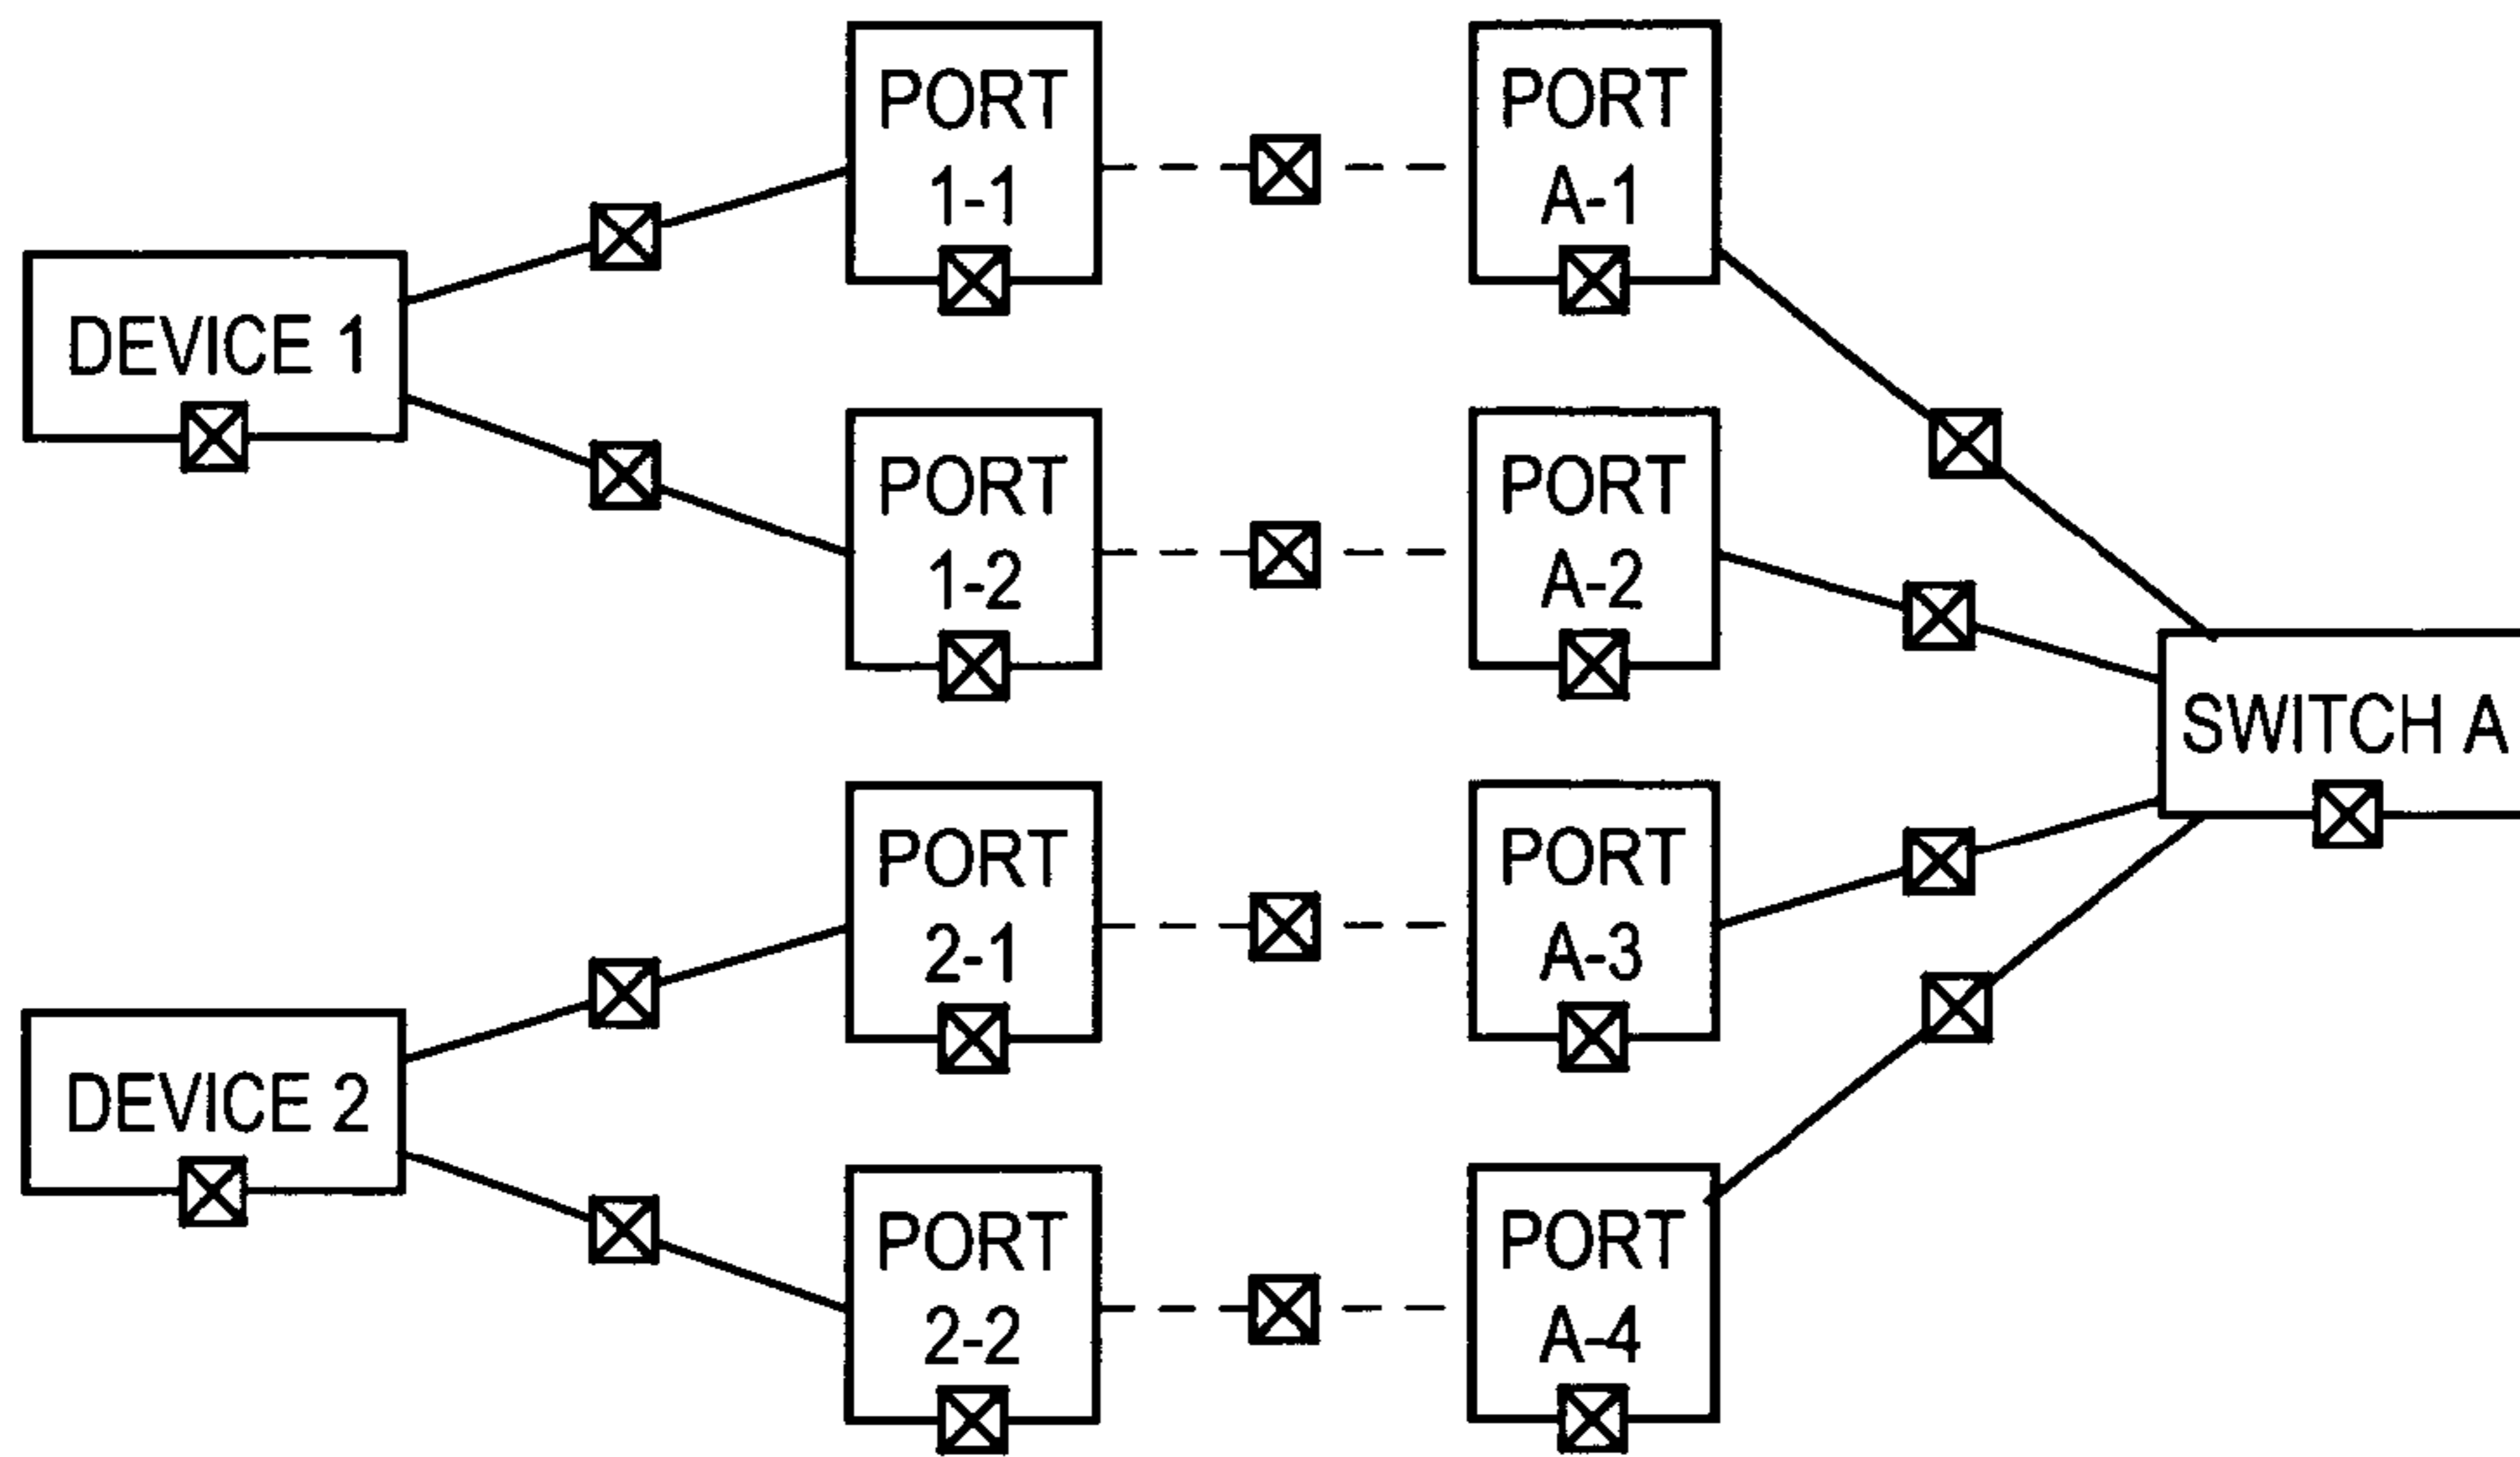 PORT
1-1
PORT
A-1
DEVICE 1
PORT
1-2
PORT
A-2
SWITCH A
PORT
2-1
PORT
A-3
DEVICE 2
PORT
2-2
PORT
A-4